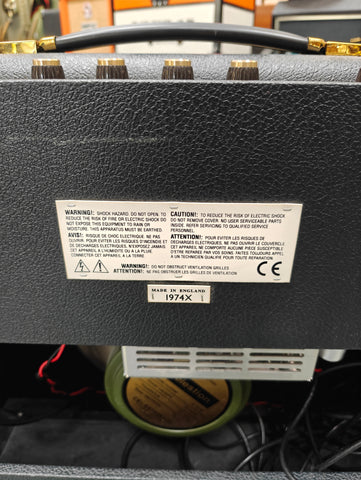 WARNING!: SHOCK HAZARD. DO NOT OPEN. TO
REDUCE THE RISK OF FIRE OR ELECTRIC SHOCK
DO NOT EXPOSE THIS EQUIPMENT TO RAIN OR
MOISTURE. THIS APPARATUS MUST BE EARTHED.
AVIS!: RISQUE DE CHOC ELECTRIQUE. NE PAS
OUVRIR. POUR EVITER LES RISQUES D'INCENDIE ET
DE DECHARGES ELECTRIQUES, N'EXPOSEZ JAMAIS
CET APPAREIL A L'HUMIDITE OU A LA PLUIE
CONNECTER CET APPAREIL A LA TERRE
CAUTION!: TO REDUCE THE RISK OF ELECTRIC SHOCK
DO NOT REMOVE COVER. NO USER SERVICEABLE PARTS
INSIDE. REFER SERVICING TO QUALIFIED SERVICE
PERSONNEL.
ATTENTION!: POUR EVITER LES RISQUES DE
DECHARGES ELECTRIQUES, NE PAS OUVRIR LE COUVERCLE
CET APPAREIL NE COMPORTE AUCUNE PIECE SUSCEPTIBLE
D'ETRE REGLEE PAR VOS SOINS. FAITES TOUJOURS APPEL A
UN TECHNICIEN QUALIFIE POUR TOUTE INTERVENTION.
WARNING!: DO NOT OBSTRUCT VENTILATION GRILLES
ATTENTION!: NE PAS OBSTRUER LES GRILLES D'AERATION
CE
MADE IN ENGLAND
1974X
Celestion